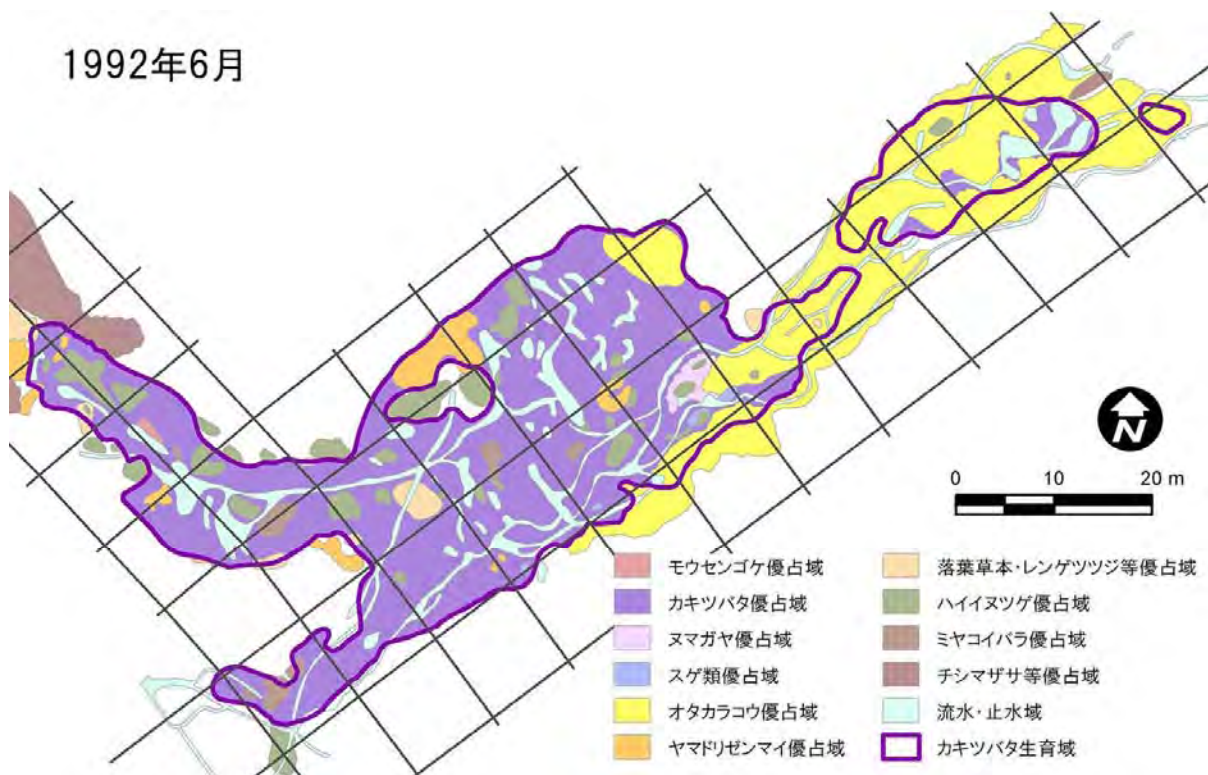 1992年6月
N
0 10 20 m
モウセンゴケ優占域
カキツバタ優占域
ヌマガヤ優占域
スゲ類優占域
オタカラコウ優占域
ヤマドリゼンマイ優占域
落葉草本・レンゲツツジ等優占域
ハイイヌツゲ優占域
ミヤコイバラ優占域
チシマザサ等優占域
流水・止水域
カキツバタ生育域